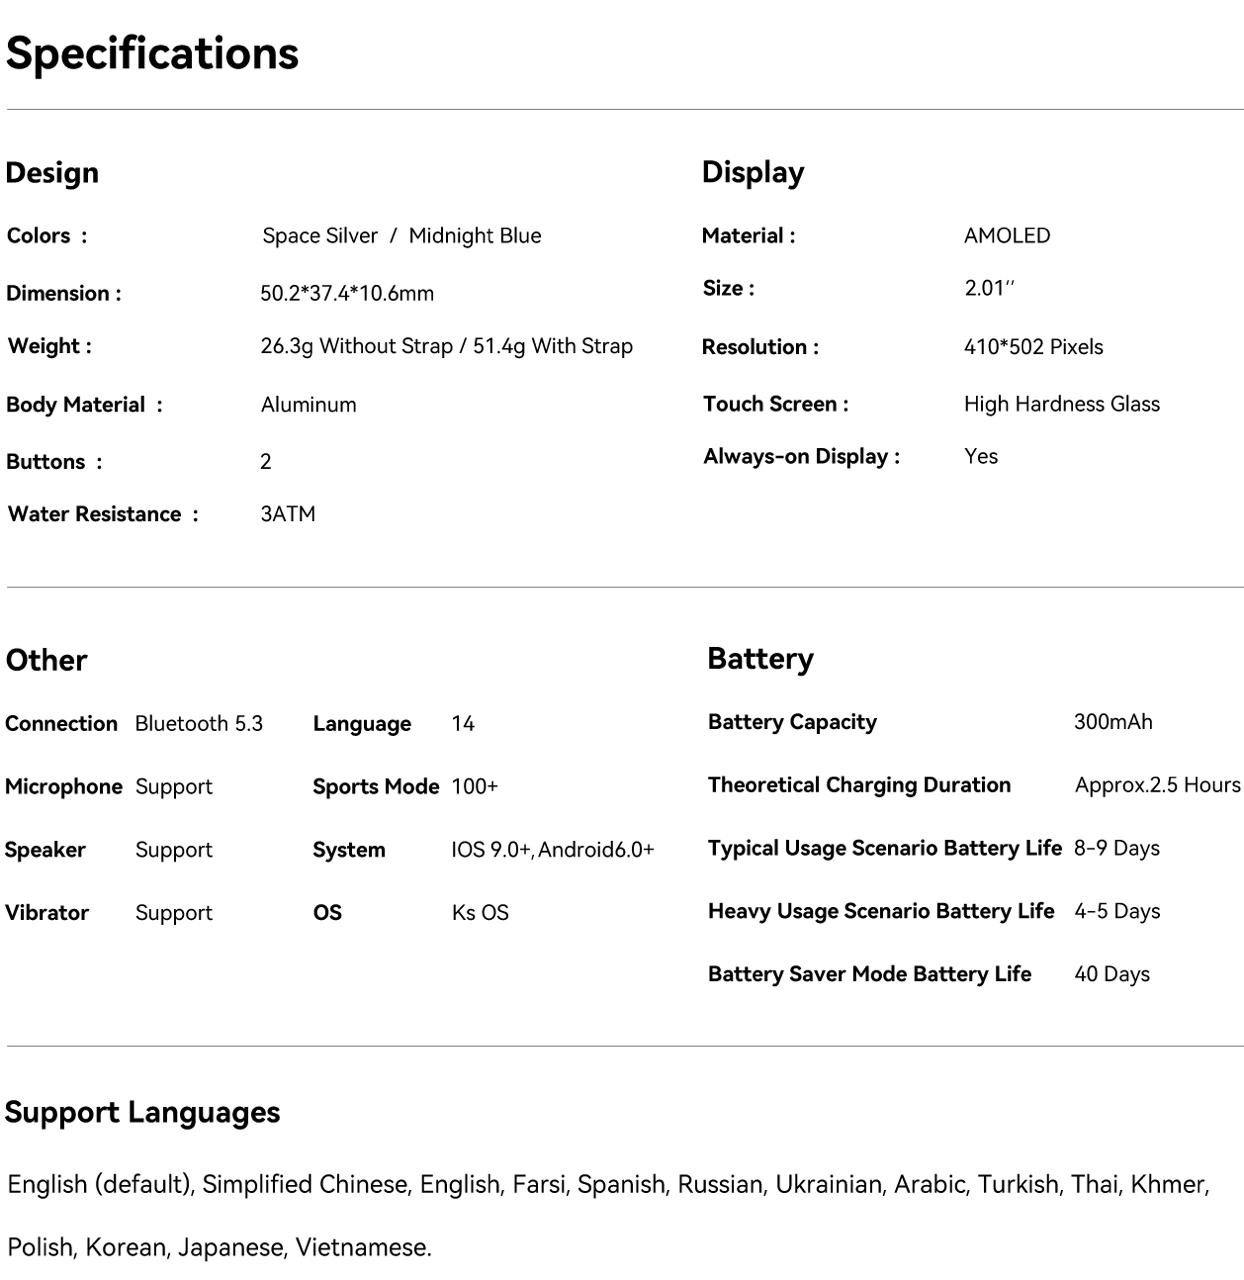 Specifications
Design
Colors :  Space Silver / Midnight Blue
Dimension :  50.2*37.4*10.6mm
Weight :  26.3g Without Strap / 51.4g With Strap
Body Material :  Aluminum
Buttons :  2
Water Resistance :  3ATM
Display
Material :  AMOLED
Size :  2.01’’
Resolution :  410*502 Pixels
Touch Screen :  High Hardness Glass
Always-on Display :  Yes
Other
Connection  Bluetooth 5.3  Language  14
Microphone  Support  Sports Mode  100+
Speaker  Support  System  IOS 9.0+,Android6.0+
Vibrator  Support  OS  Ks OS
Battery
Battery Capacity  300mAh
Theoretical Charging Duration  Approx.2.5 Hours
Typical Usage Scenario Battery Life  8-9 Days
Heavy Usage Scenario Battery Life  4-5 Days
Battery Saver Mode Battery Life  40 Days
Support Languages
English (default), Simplified Chinese, English, Farsi, Spanish, Russian, Ukrainian, Arabic, Turkish, Thai, Khmer,
Polish, Korean, Japanese, Vietnamese.